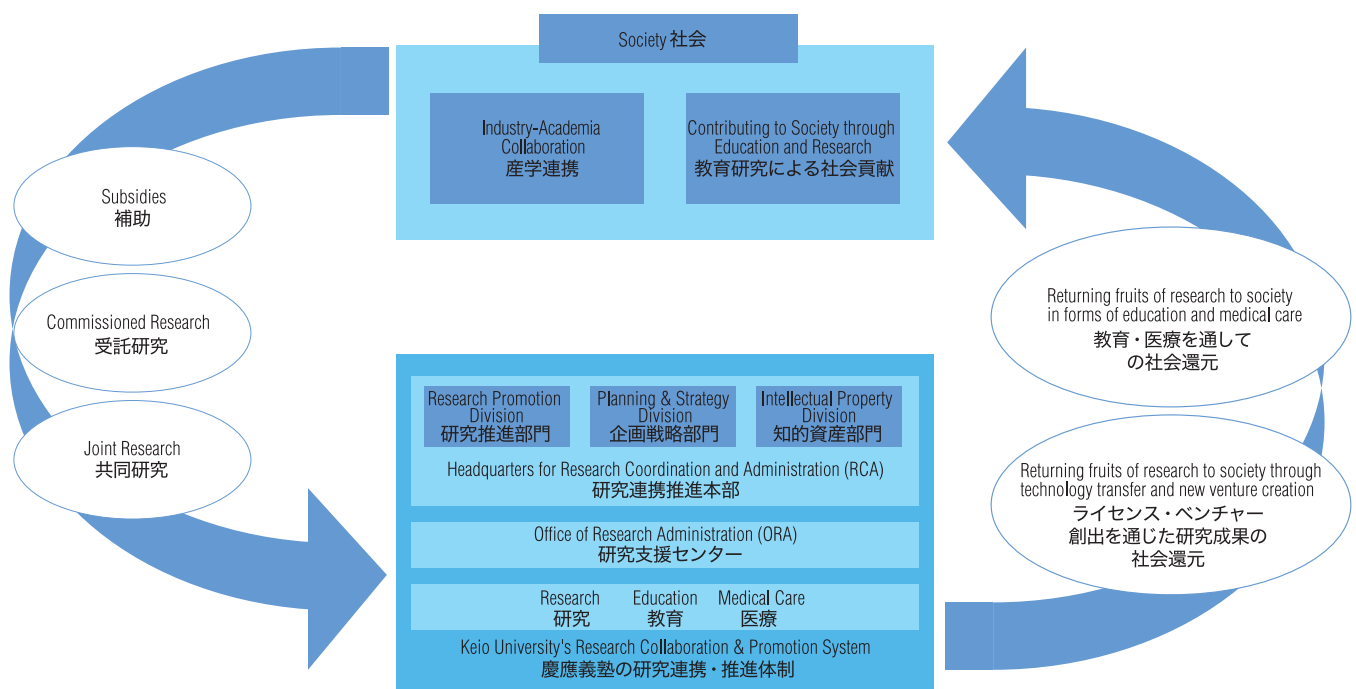 Society 社会
Industry-Academia
Collaboration
産学連携
Contributing to Society through
Education and Research
教育研究による社会貢献
Subsidies
補助
Commissioned Research
受託研究
Joint Research
共同研究
Returning fruits of research to society
in forms of education and medical care
教育・医療を通して
の社会還元
Returning fruits of research to society through
technology transfer and new venture creation
ライセンス・ベンチャー
創出を通じた研究成果の
社会還元
Research Promotion
Division
研究推進部門
Planning & Strategy
Division
企画戦略部門
Intellectual Property
Division
知的資産部門
Headquarters for Research Coordination and Administration (RCA)
研究連携推進本部
Office of Research Administration (ORA)
研究支援センター
Research
研究
Education
教育
Medical Care
医療
Keio University's Research Collaboration & Promotion System
慶應義塾の研究連携・推進体制